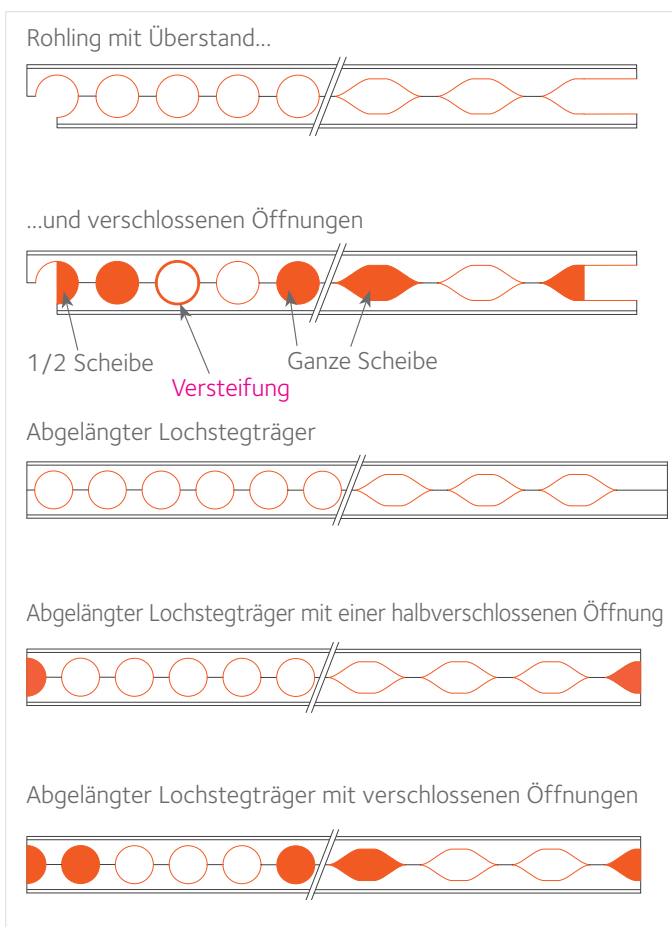 Rohling mit Überstand...
...und verschlossenen Öffnungen
1/2 Scheibe
Versteifung
Ganze Scheibe
Abgelängter Lochstegträger
Abgelängter Lochstegträger mit einer halbverschlossenen Öffnung
Abgelängter Lochstegträger mit verschlossenen Öffnungen